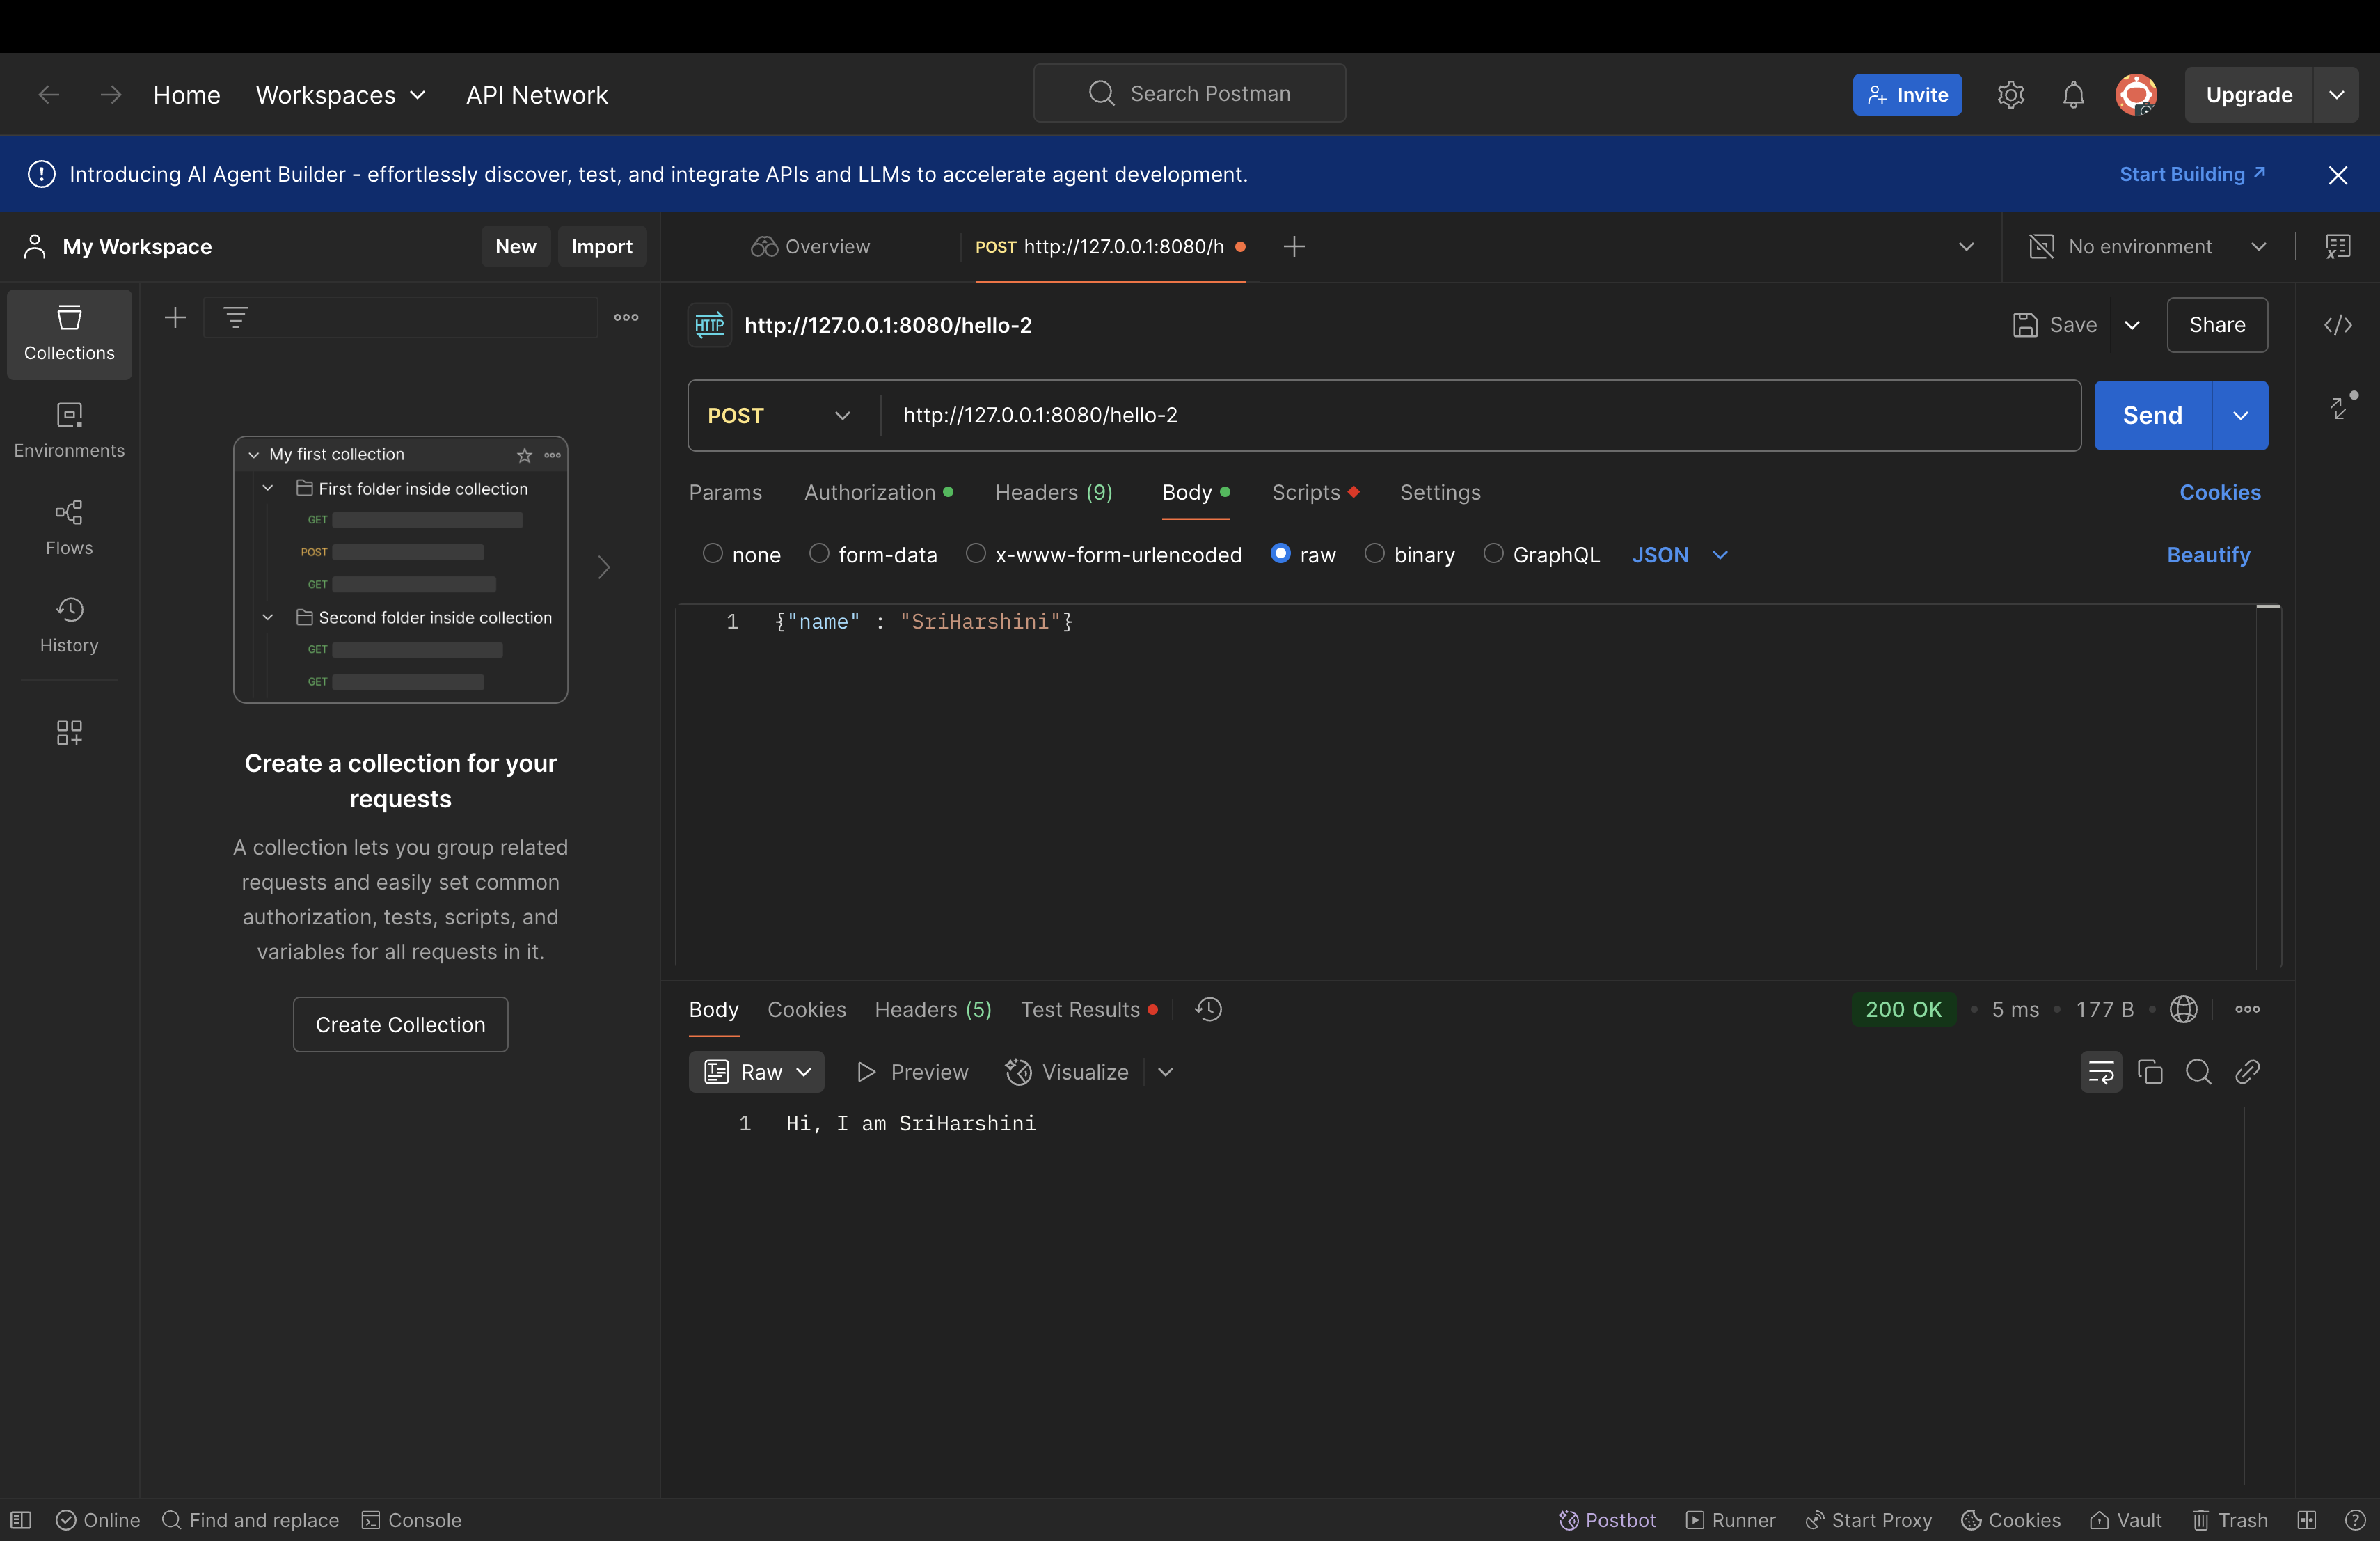 Home Workspaces API Network Search Postman Invite Upgrade
Introducing AI Agent Builder - effortlessly discover, test, and integrate APIs and LLMs to accelerate agent development. Start Building
My Workspace New Import Overview POST http://127.0.0.1:8080/h No environment
Collections
Environments
Flows
History
My first collection
First folder inside collection
GET
POST
GET
Second folder inside collection
GET
GET
Create a collection for your
requests
A collection lets you group related
requests and easily set common
authorization, tests, scripts, and
variables for all requests in it.
Create Collection
HTTP http://127.0.0.1:8080/hello-2 Save Share
POST http://127.0.0.1:8080/hello-2 Send
Params Authorization Headers (9) Body Scripts Settings Cookies
none form-data x-www-form-urlencoded raw binary GraphQL JSON Beautify
1 {"name" : "SriHarshini"}
Body Cookies Headers (5) Test Results 200 OK 5 ms 177 B
Raw Preview Visualize
1 Hi, I am SriHarshini
Online Find and replace Console Postbot Runner Start Proxy Cookies Vault Trash